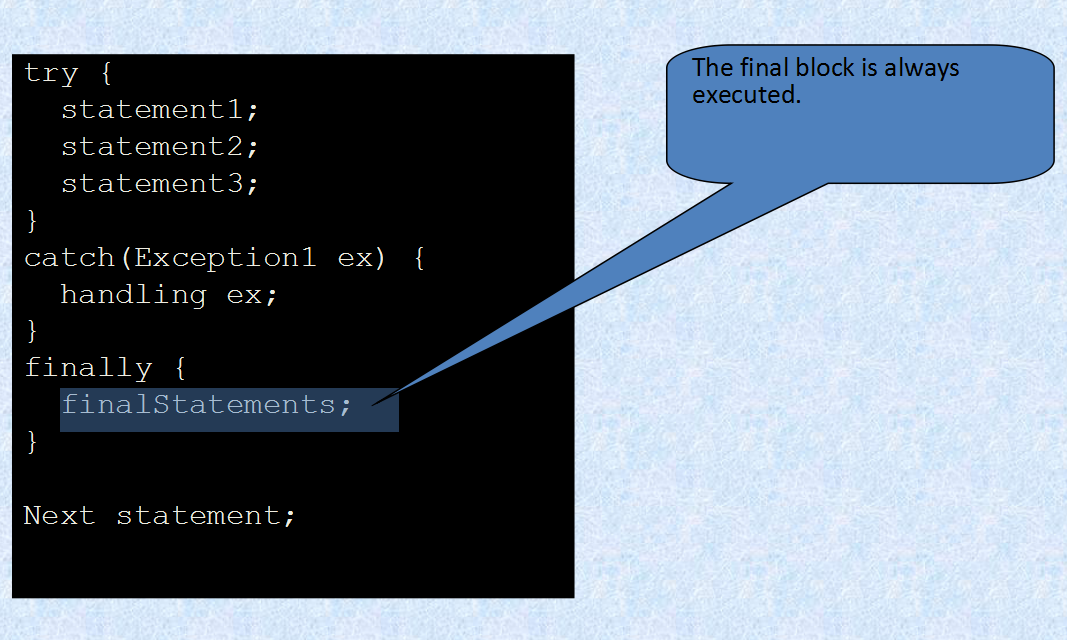 try {
  statement1;
  statement2;
  statement3;
}
catch(Exception1 ex) {
  handling ex;
}
finally {
  finalStatements;
}
Next statement;
The final block is always
executed.